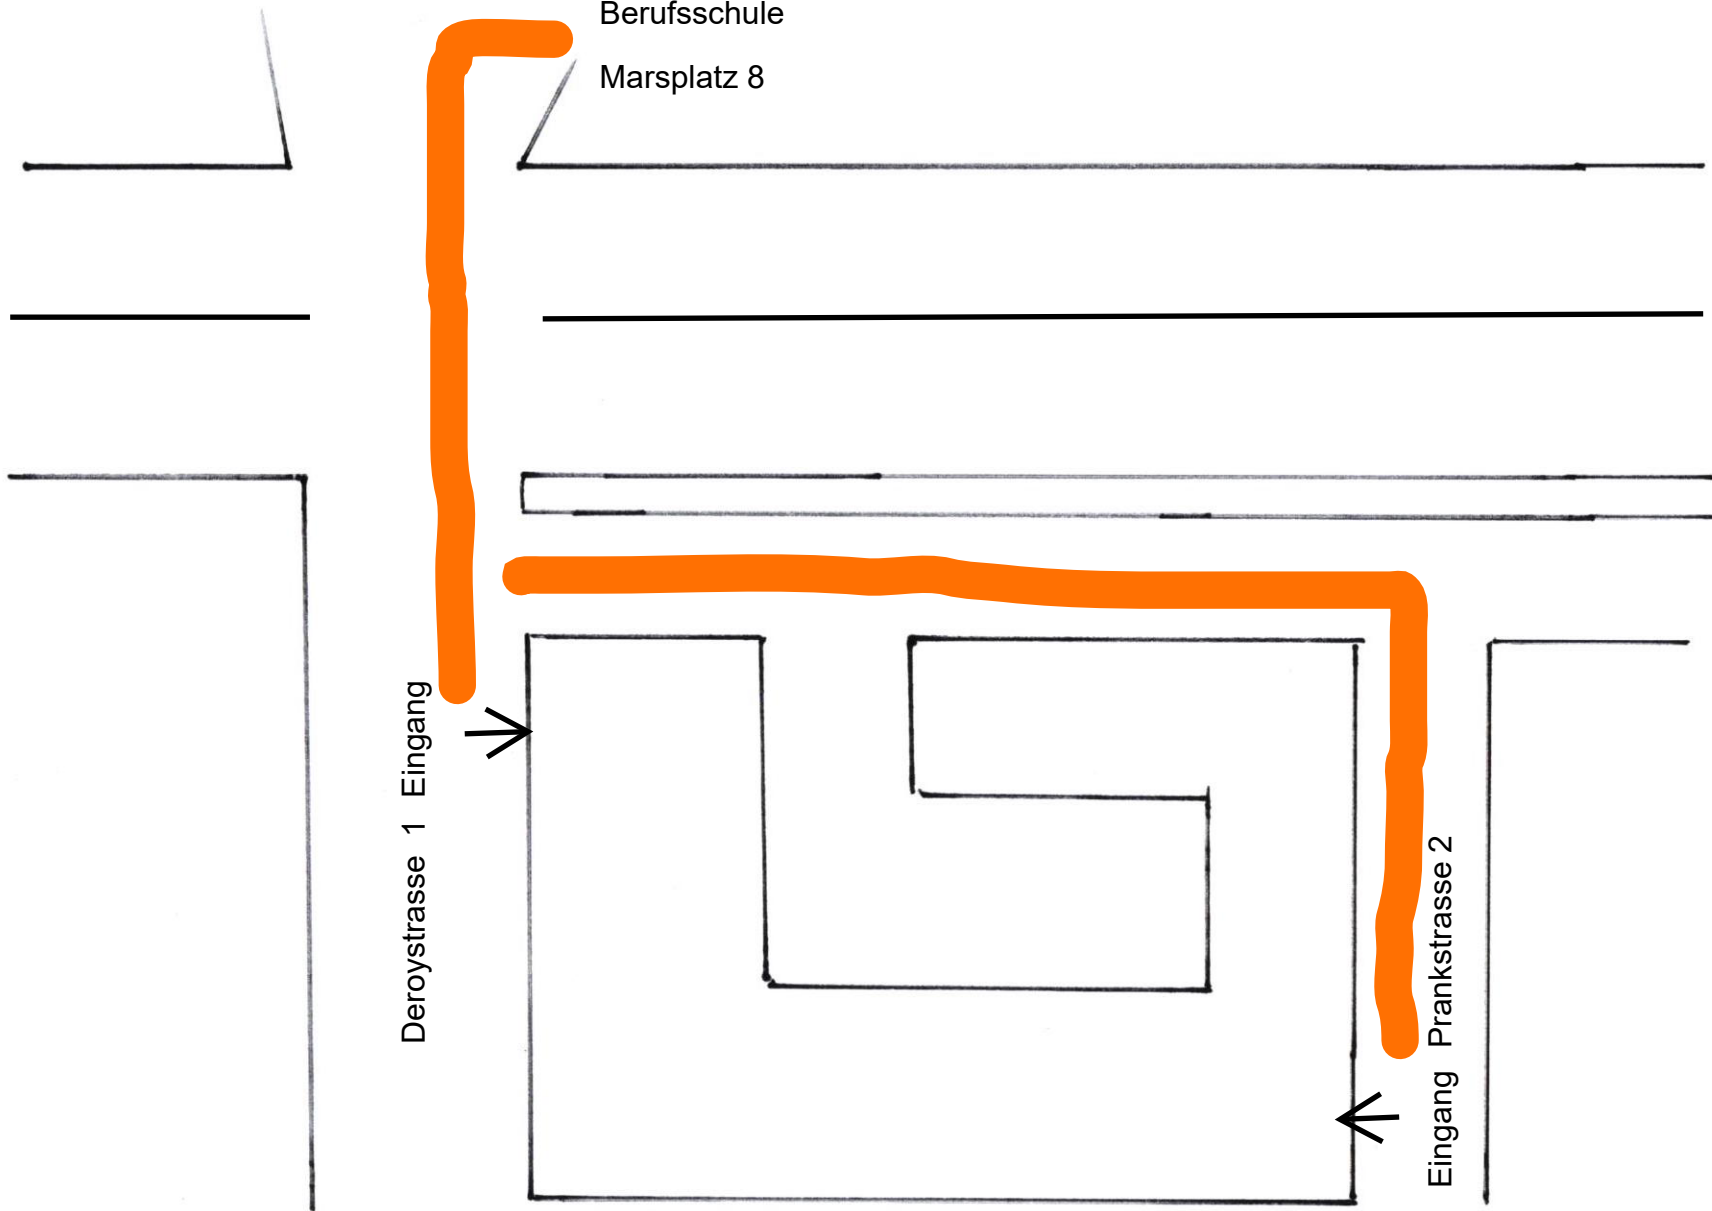 Berufsschule
Marsplatz 8
Deroystrasse 1 Eingang
Eingang Prankstrasse 2